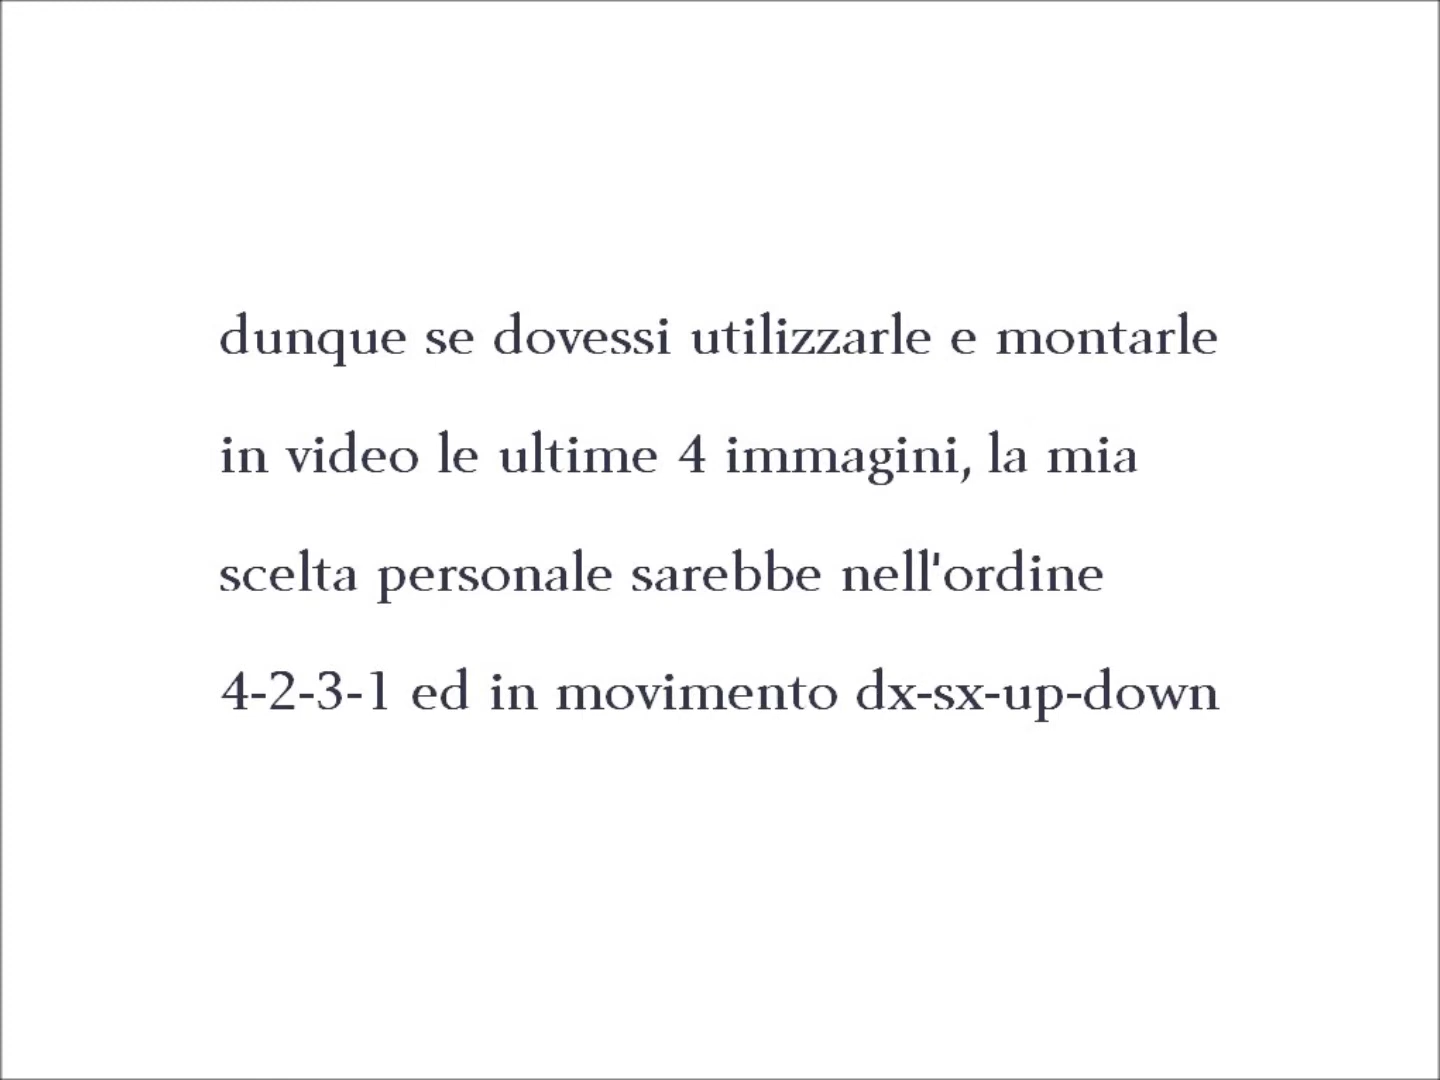 dunque se dovessi utilizzarle e montarle
in video le ultime 4 immagini, la mia
scelta personale sarebbe nell'ordine
4-2-3-1 ed in movimento dx-sx-up-down